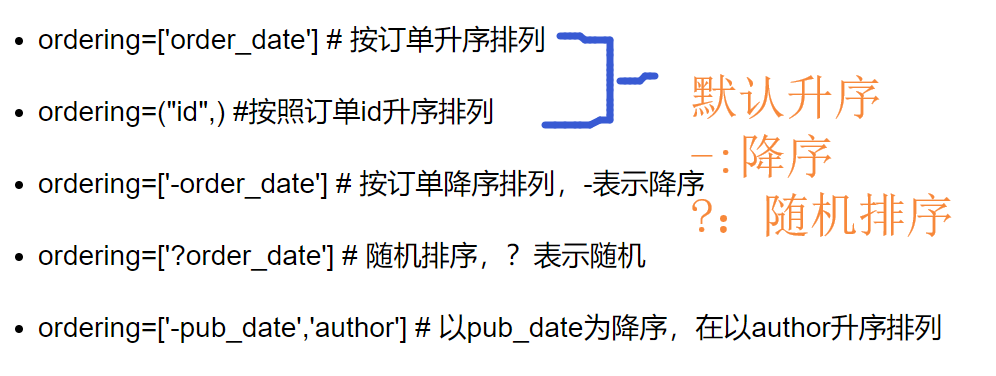 ordering=['order_date'] # 按订单升序排列
ordering=("id",) #按照订单id升序排列
ordering=['-order_date'] # 按订单降序排列，-表示降序
ordering=['?order_date'] # 随机排序，？表示随机
ordering=['-pub_date','author'] # 以pub_date为降序，在以author升序排列
默认升序
-:降序
?：随机排序